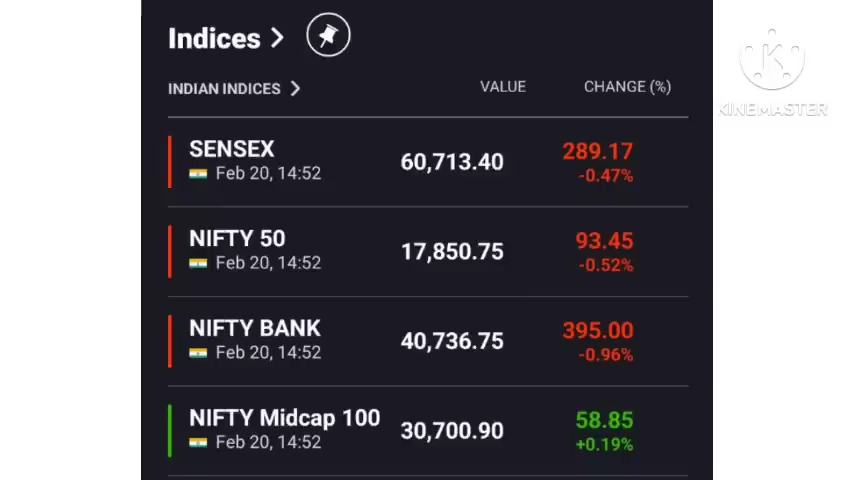 Indices
INDIAN INDICES VALUE CHANGE (%)
SENSEX
Feb 20, 14:52
60,713.40
289.17
-0.47%
NIFTY 50
Feb 20, 14:52
17,850.75
93.45
-0.52%
NIFTY BANK
Feb 20, 14:52
40,736.75
395.00
-0.96%
NIFTY Midcap 100
Feb 20, 14:52
30,700.90
58.85
+0.19%
KINEMASTER